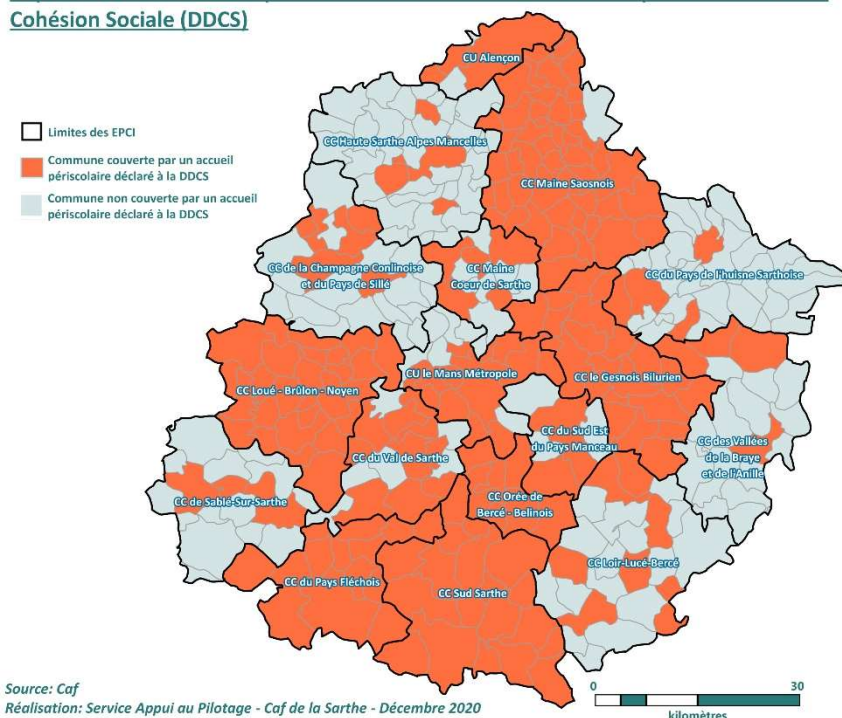 Cohésion Sociale (DDCS)
CU Alençon
Limites des EPCI
Commune couverte par un accueil
périscolaire déclaré à la DDCS
Commune non couverte par un accueil
périscolaire déclaré à la DDCS
CC Haute Sarthe Alpes Mancelles
CC Maine Saosnois
CC de la Champagne Conlinoise
et du Pays de Sillé
CC Maine
Coeur de Sarthe
CC du Pays de l'huisne Sarthoise
CC Loué - Brûlon - Noyen
CU le Mans Métropole
CC le Gesnois Bilurien
CC du Val de Sarthe
CC du Sud Est
du Pays Manceau
CC des Vallées
de la Braye
et de l'Anille
CC de Sablé-Sur-Sarthe
CC Orée de
Bercé - Belinois
CC Loir-Lucé-Bercé
CC du Pays Fléchois
CC Sud Sarthe
Source: Caf
Réalisation: Service Appui au Pilotage - Caf de la Sarthe - Décembre 2020
0 30
kilomètres